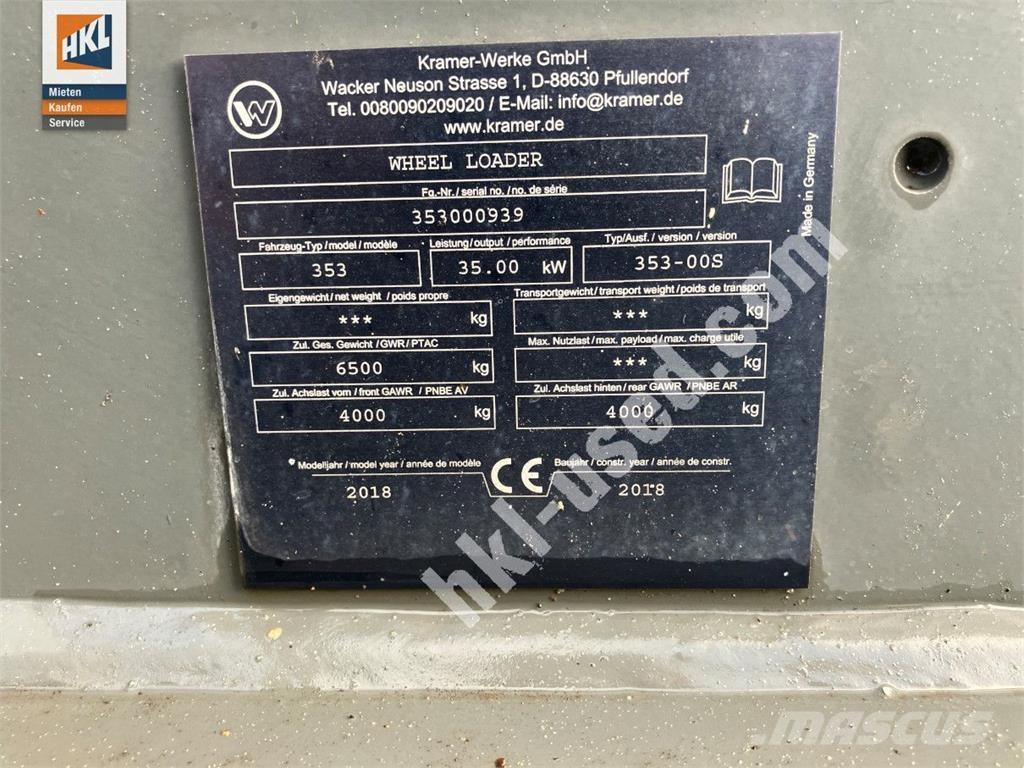 HKL
Mieten
Kaufen
Service
Kramer-Werke GmbH
Wacker Neuson Strasse 1, D-88630 Pfullendorf
Tel. 0080090209020 / E-Mail: info@kramer.de
www.kramer.de
WHEEL LOADER
Made in Germany
Fg.-Nr. / serial no. / no. de série
353000939
Fahrzeug-Typ / model / modèle
Leistung / output / performance
Typ/Ausf. / version / version
353
35.00 kW
353-00S
Eigengewicht / net weight / poids propre
Transportgewicht / transport weight / poids de transport
*** kg
*** kg
Zul. Ges. Gewicht / GWR / PTAC
Max. Nutzlast / max. payload / max. charge utile
6500 kg
*** kg
Zul. Achslast vorn / front GAWR / PNBE AV
Zul. Achslast hinten / rear GAWR / PNBE AR
4000 kg
4000 kg
Modelljahr / model year / année de modèle
CE
Baujahr / constr. year / année de constr.
2018
2018
hkl-used.com
MASCUS